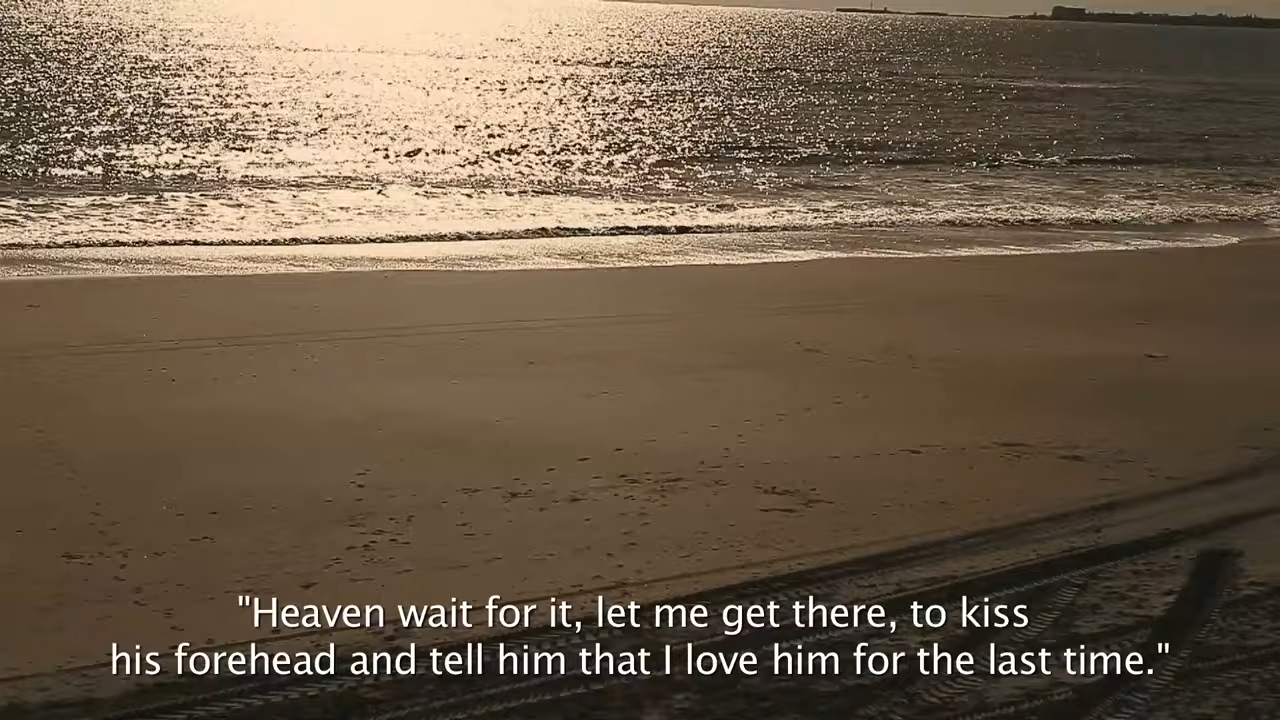 "Heaven wait for it, let me get there, to kiss
his forehead and tell him that I love him for the last time."